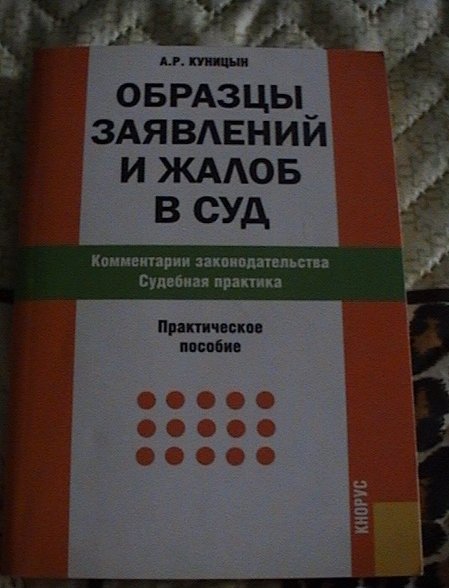 А.Р. КУНИЦЫН
ОБРАЗЦЫ
ЗАЯВЛЕНИЙ
И ЖАЛОБ
В СУД
Комментарии законодательства
Судебная практика
Практическое
пособие
КНОРУС